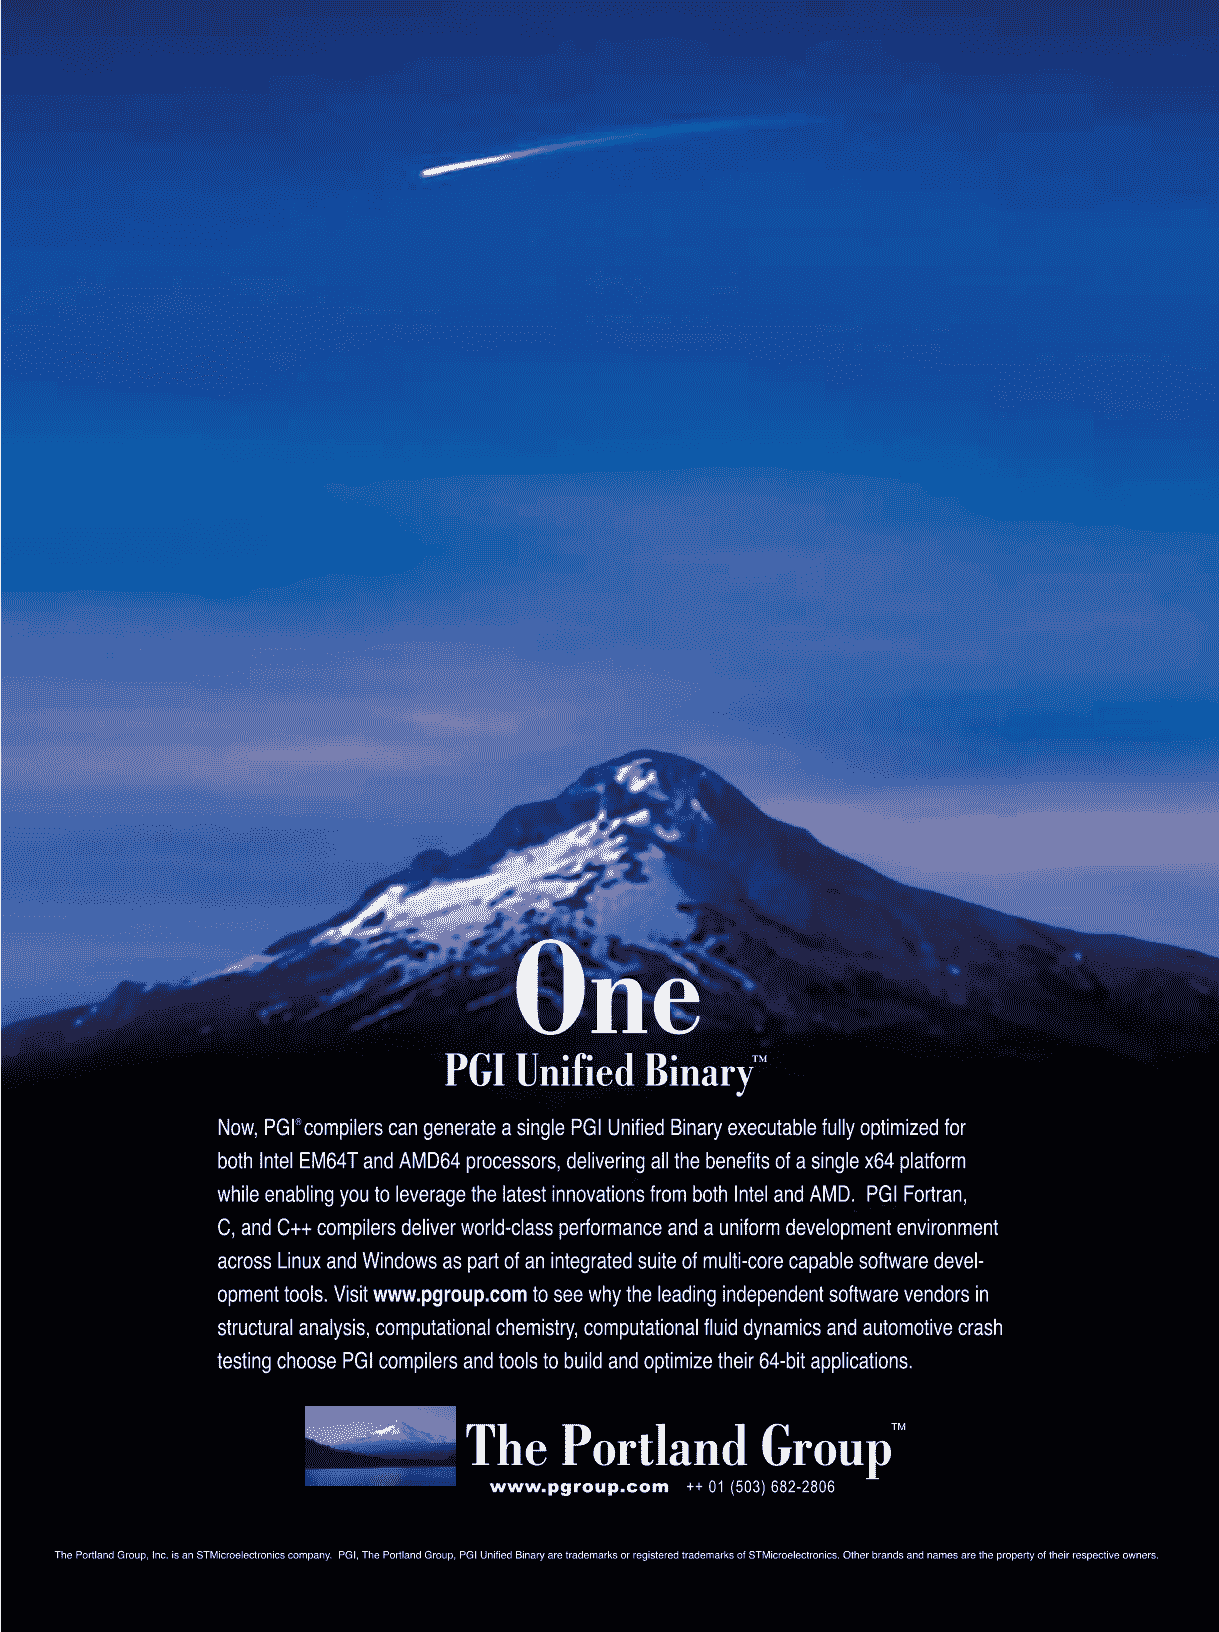 One
PGI Unified Binary™
Now, PGI® compilers can generate a single PGI Unified Binary executable fully optimized for
both Intel EM64T and AMD64 processors, delivering all the benefits of a single x64 platform
while enabling you to leverage the latest innovations from both Intel and AMD.  PGI Fortran,
C, and C++ compilers deliver world-class performance and a uniform development environment
across Linux and Windows as part of an integrated suite of multi-core capable software devel-
opment tools. Visit www.pgroup.com to see why the leading independent software vendors in
structural analysis, computational chemistry, computational fluid dynamics and automotive crash
testing choose PGI compilers and tools to build and optimize their 64-bit applications.
The Portland Group™
www.pgroup.com ++ 01 (503) 682-2806
The Portland Group, Inc. is an STMicroelectronics company.  PGI, The Portland Group, PGI Unified Binary are trademarks or registered trademarks of STMicroelectronics. Other brands and names are the property of their respective owners.